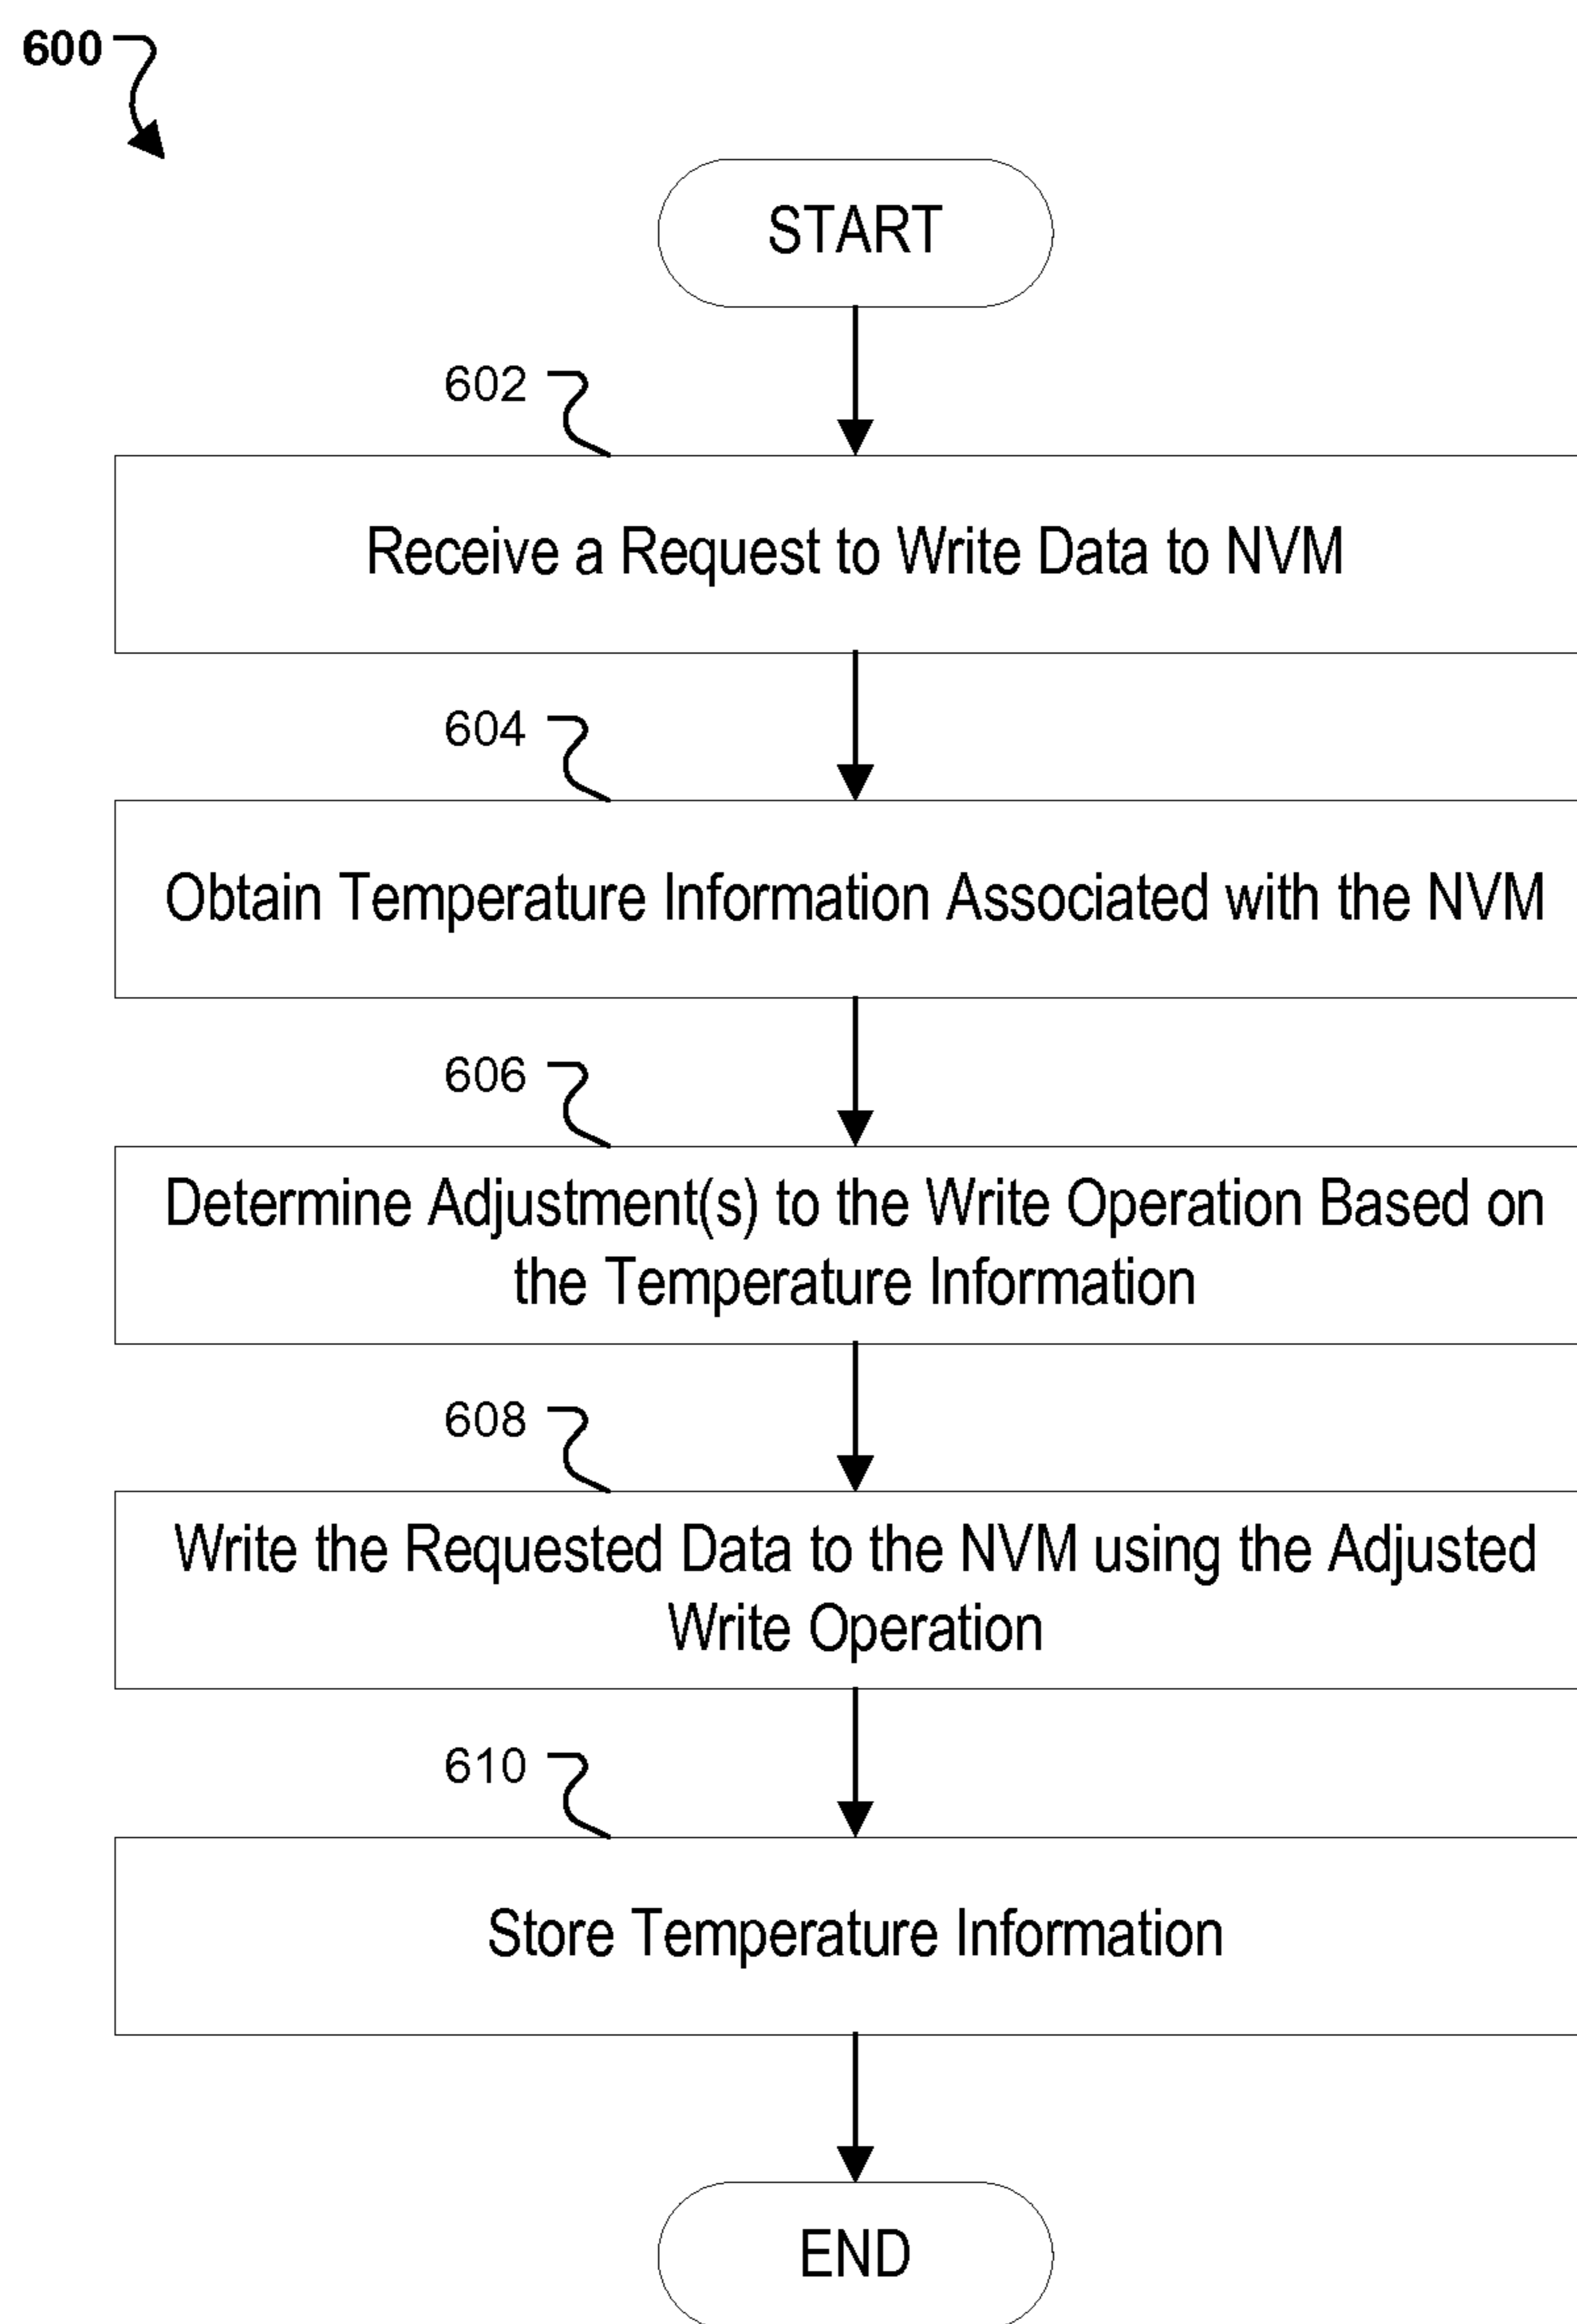 600
START
602
Receive a Request to Write Data to NVM
604
Obtain Temperature Information Associated with the NVM
606
Determine Adjustment(s) to the Write Operation Based on
the Temperature Information
608
Write the Requested Data to the NVM using the Adjusted
Write Operation
610
Store Temperature Information
END